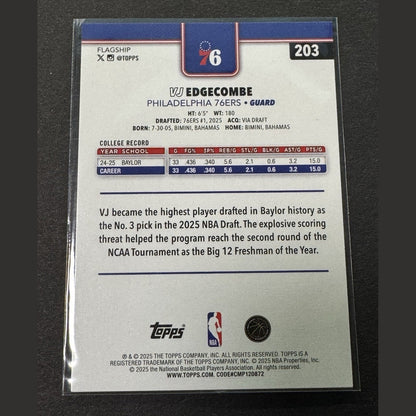 FLAGSHIP
X @TOPPS
76
203
VJ EDGECOMBE
PHILADELPHIA 76ERS • GUARD
HT: 6'5" WT: 180
DRAFTED: 76ERS #1, 2025 ACQ: VIA DRAFT
BORN: 7-30-05, BIMINI, BAHAMAS HOME: BIMINI, BAHAMAS
COLLEGE RECORD
YEAR SCHOOL G FG% 3P% REB/G STL/G BLK/G AST/G PTS/G
24-25 BAYLOR 33 .436 .340 5.6 2.1 0.6 3.2 15.0
CAREER 33 .436 .340 5.6 2.1 0.6 3.2 15.0
VJ became the highest player drafted in Baylor history as
the No. 3 pick in the 2025 NBA Draft. The explosive scoring
threat helped the program reach the second round of the
NCAA Tournament as the Big 12 Freshman of the Year.
Topps
NBA
® & © 2025 THE TOPPS COMPANY, INC. ALL RIGHTS RESERVED. TOPPS IS A
REGISTERED TRADEMARK OF THE TOPPS COMPANY, INC. © 2025 NBA Properties, Inc.
© 2025 National Basketball Players Association. All rights reserved.
WWW.TOPPS.COM. CODE#CMP120872